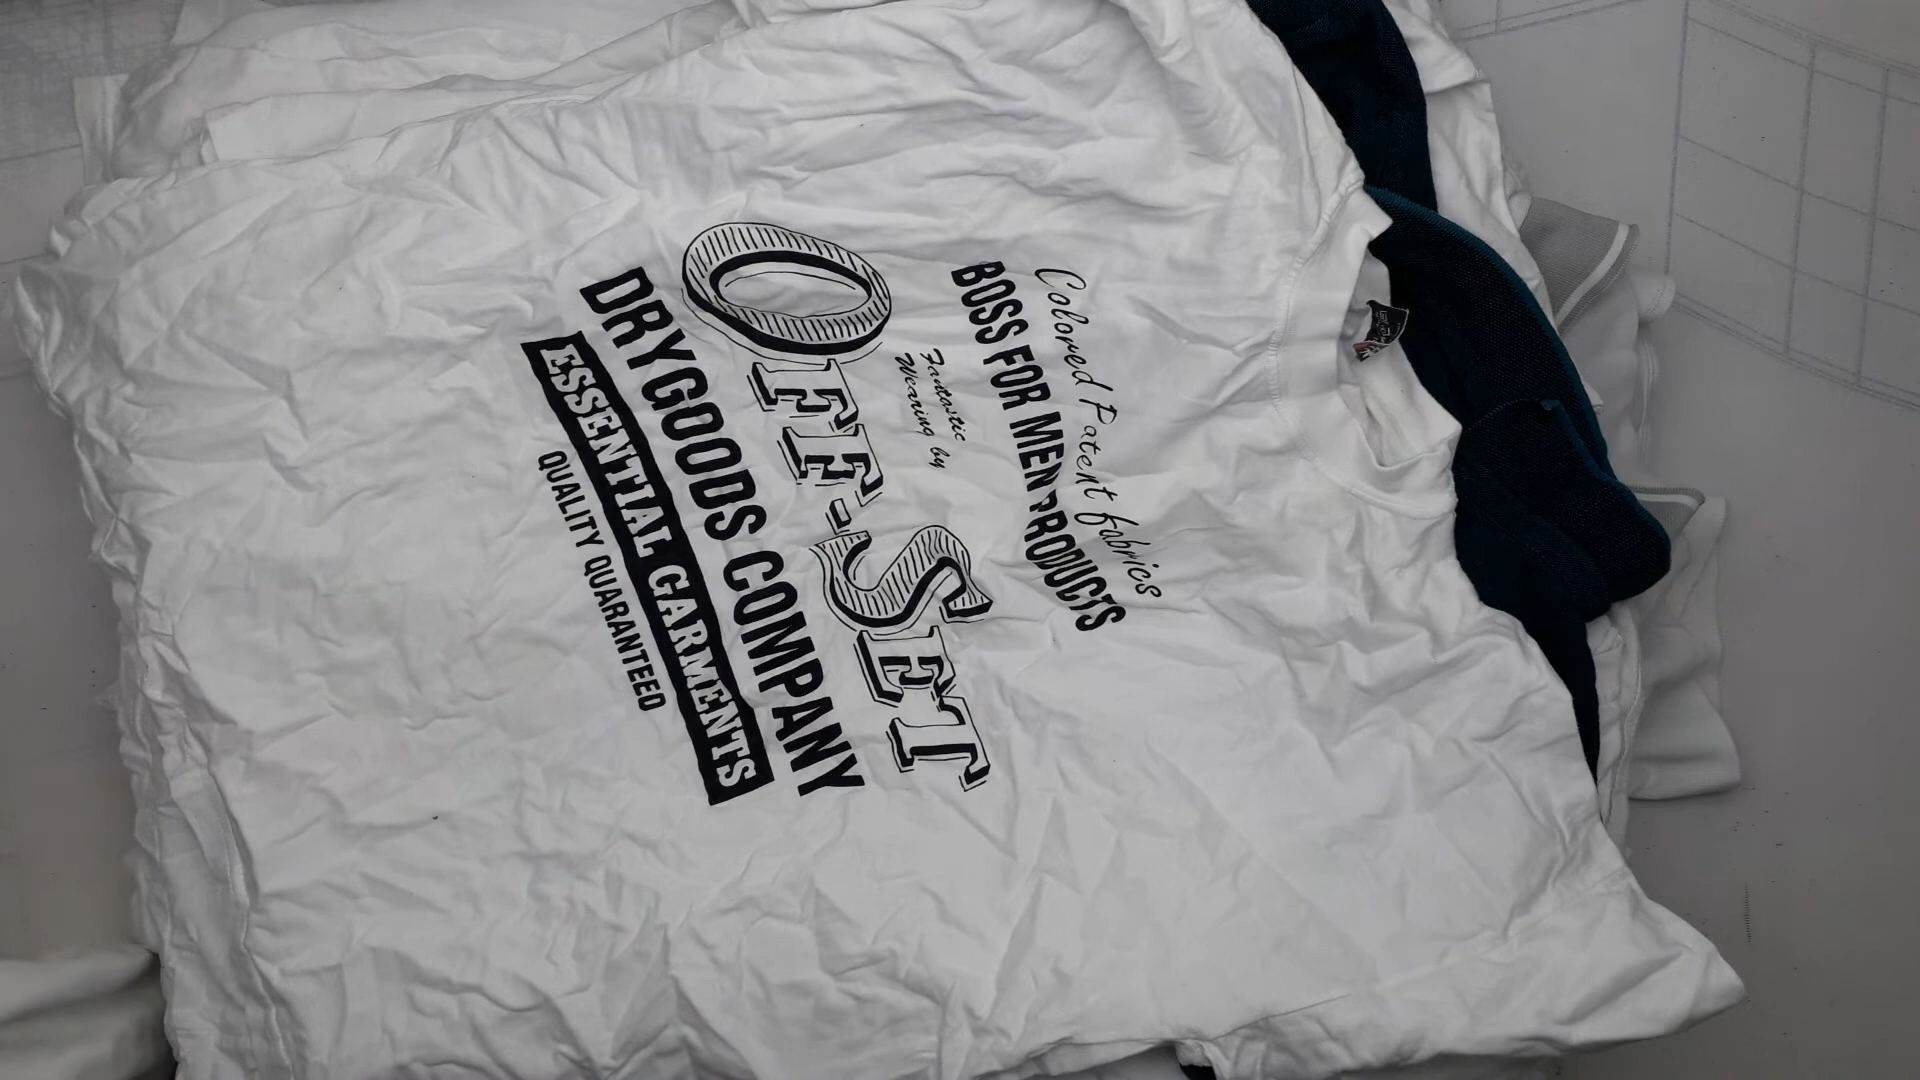 Colored Patent fabrics
BOSS FOR MEN PRODUCTS
Fantastic
Wearing by
OFF-SET
DRYGOODS COMPANY
ESSENTIAL GARMENTS
QUALITY QUARANTEED